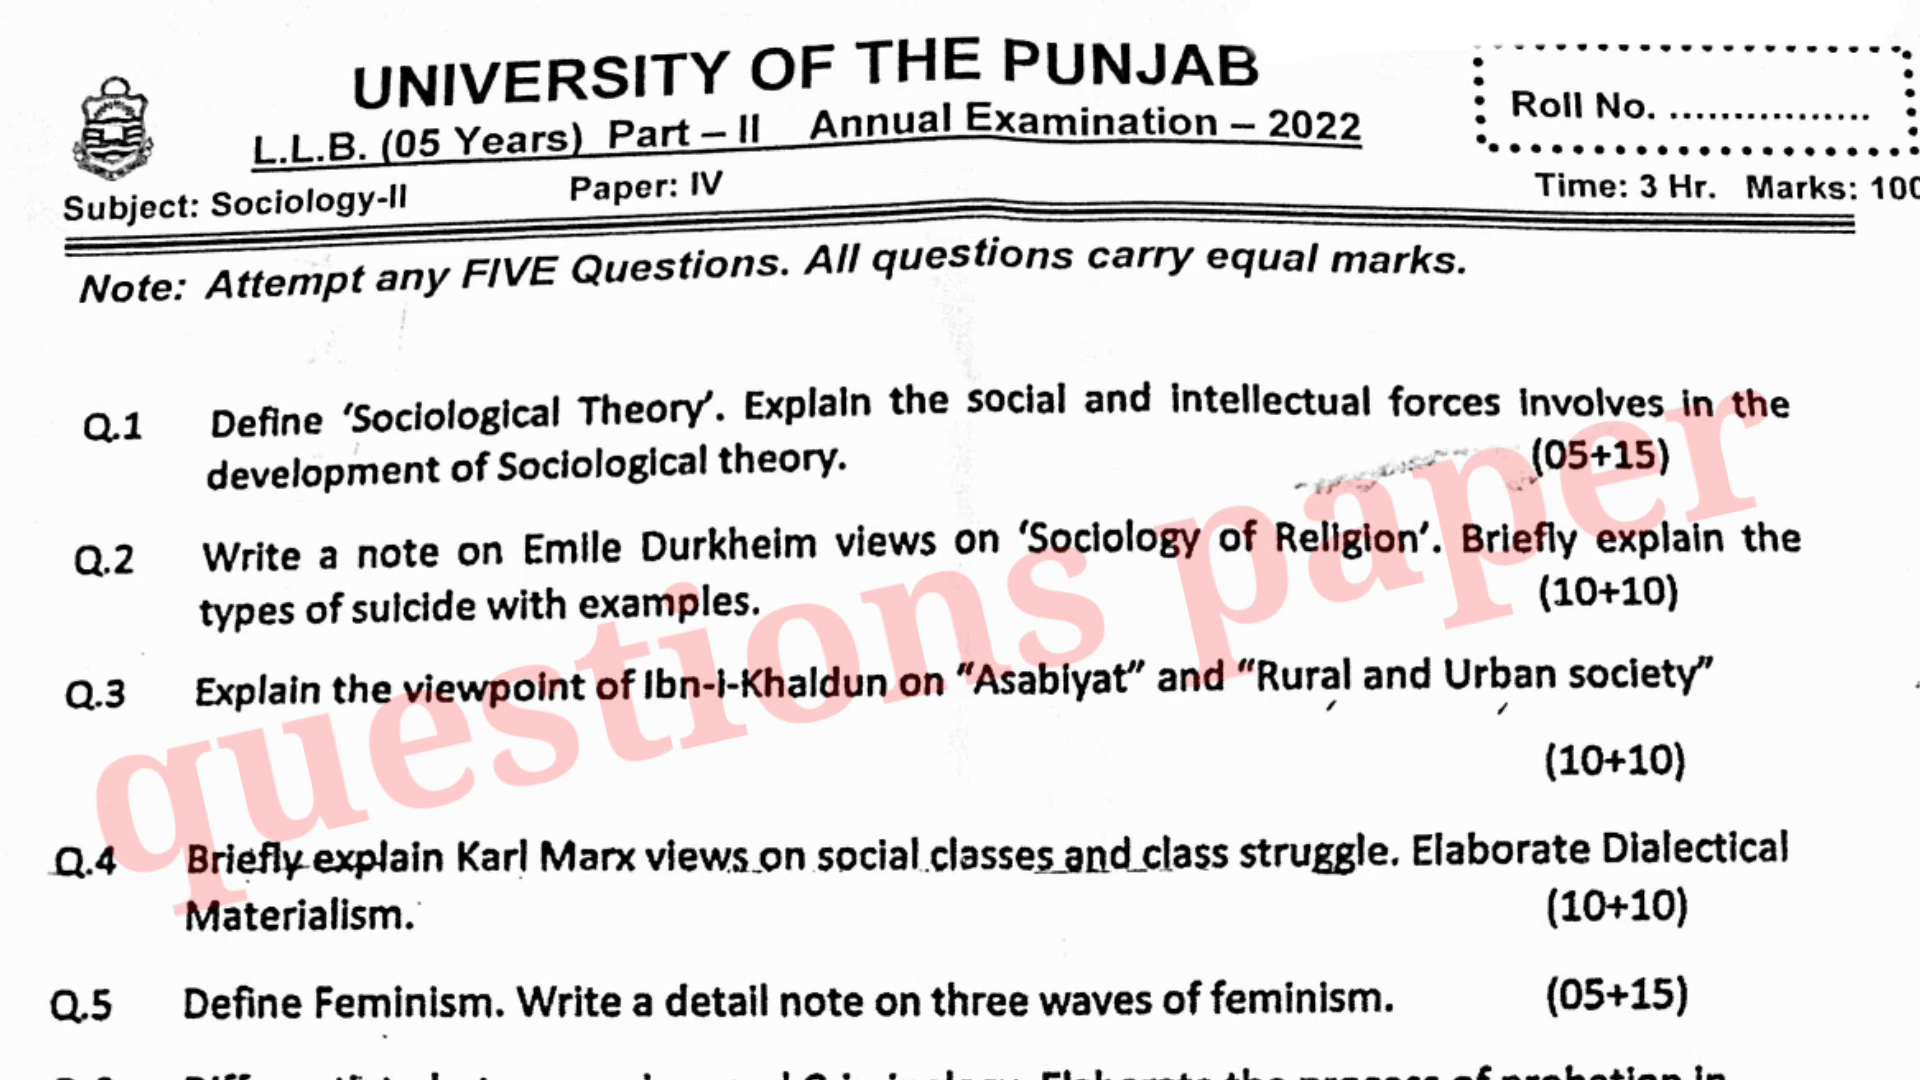 UNIVERSITY OF THE PUNJAB
L.L.B. (05 Years) Part – II Annual Examination – 2022
Roll No. ................
Subject: Sociology-II Paper: IV
Time: 3 Hr. Marks: 100
Note: Attempt any FIVE Questions. All questions carry equal marks.
Q.1 Define ‘Sociological Theory’. Explain the social and intellectual forces involves in the
development of Sociological theory. (05+15)
Q.2 Write a note on Emile Durkheim views on ‘Sociology of Religion’. Briefly explain the
types of suicide with examples. (10+10)
Q.3 Explain the viewpoint of Ibn-i-Khaldun on “Asabiyat” and “Rural and Urban society”
(10+10)
Q.4 Briefly explain Karl Marx views on social classes and class struggle. Elaborate Dialectical
Materialism. (10+10)
Q.5 Define Feminism. Write a detail note on three waves of feminism. (05+15)
Elaborate the process of probation in
questions paper